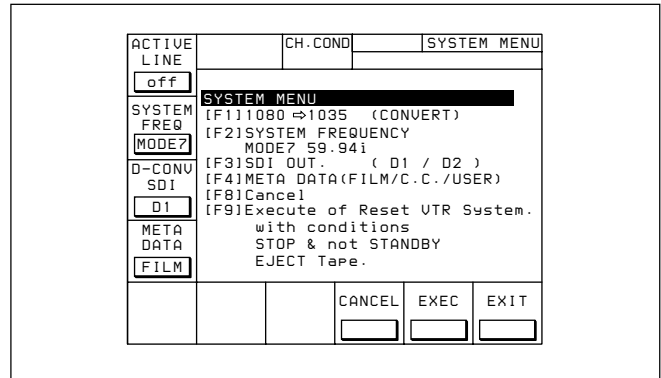 ACTIVE
LINE
off
CH.COND
SYSTEM MENU
SYSTEM
FREQ
MODE7
D-CONV
SDI
D1
META
DATA
FILM
SYSTEM MENU
[F1]1080 ⇨1035 (CONVERT)
[F2]SYSTEM FREQUENCY
MODE7 59.94i
[F3]SDI OUT. ( D1 / D2 )
[F4]META DATA(FILM/C.C./USER)
[F8]Cancel
[F9]Execute of Reset VTR System.
with conditions
STOP & not STANDBY
EJECT Tape.
CANCEL
EXEC
EXIT